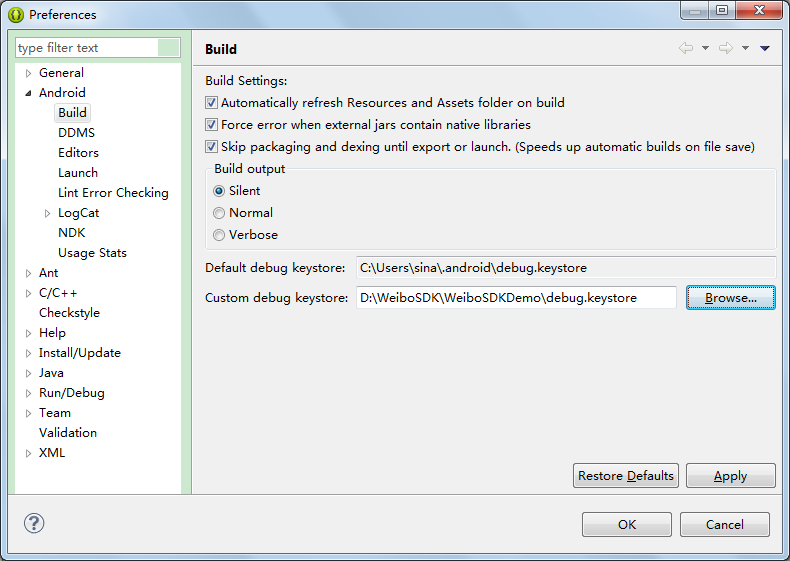 Preferences
type filter text
General
Android
Build
DDMS
Editors
Launch
Lint Error Checking
LogCat
NDK
Usage Stats
Ant
C/C++
Checkstyle
Help
Install/Update
Java
Run/Debug
Team
Validation
XML
Build
Build Settings:
Automatically refresh Resources and Assets folder on build
Force error when external jars contain native libraries
Skip packaging and dexing until export or launch. (Speeds up automatic builds on file save)
Build output
Silent
Normal
Verbose
Default debug keystore: C:\Users\sina\.android\debug.keystore
Custom debug keystore: D:\WeiboSDK\WeiboSDKDemo\debug.keystore Browse...
Restore Defaults Apply
? OK Cancel